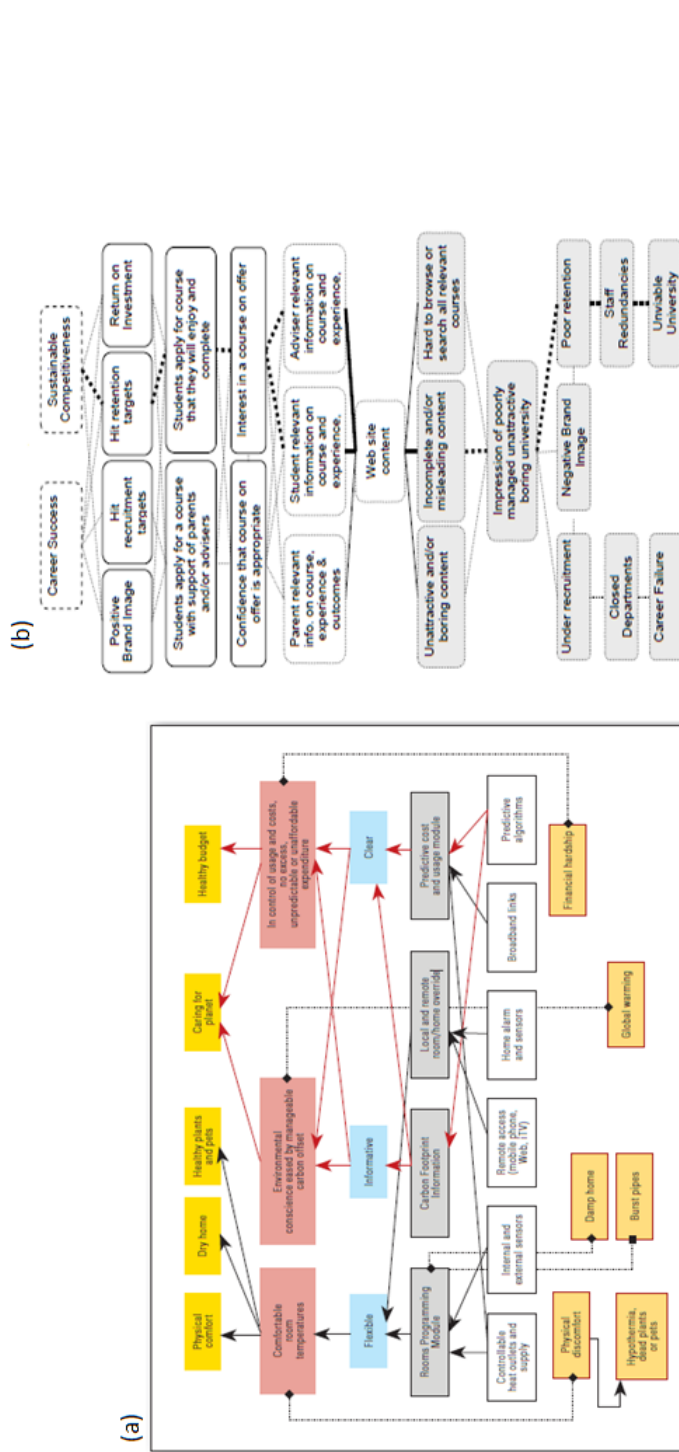 (a)
Physical
comfort
Dry home
Healthy plants
and pets
Caring for
planet
Healthy budget
Comfortable
room
temperatures
Environmental
conscience eased by manageable
carbon offset
In control of usage and costs,
no excess,
unpredictable or unaffordable
expenditure
Flexible
Informative
Clear
Rooms Programming
Module
Carbon Footprint
Information
Local and remote
room/home override
Predictive cost
and usage module
Controllable
heat outlets and
supply
Internal and
external sensors
Remote access
(mobile phone,
Web, iTV)
Home alarm
and sensors
Broadband links
Predictive
algorithms
Physical
discomfort
Damp home
Global warming
Financial hardship
Hypothermia,
dead plants
or pets
Burst pipes
(b)
Career Success
Sustainable
Competitiveness
Positive
Brand Image
Hit
recruitment
targets
Hit retention
targets
Return on
Investment
Students apply for a course
with support of parents
and/or advisers
Students apply for course
that they will enjoy and
complete
Confidence that course on
offer is appropriate
Interest in a course on offer
Parent relevant
info. on course,
experience &
outcomes
Student relevant
information on
course and
experience.
Adviser relevant
information on
course and
experience.
Web site
content
Unattractive and/or
boring content
Incomplete and/or
misleading content
Hard to browse or
search all relevant
courses
Impression of poorly
managed unattractive
boring university
Under recruitment
Negative Brand
Image
Poor retention
Closed
Departments
Staff
Redundancies
Career Failure
Unviable
University